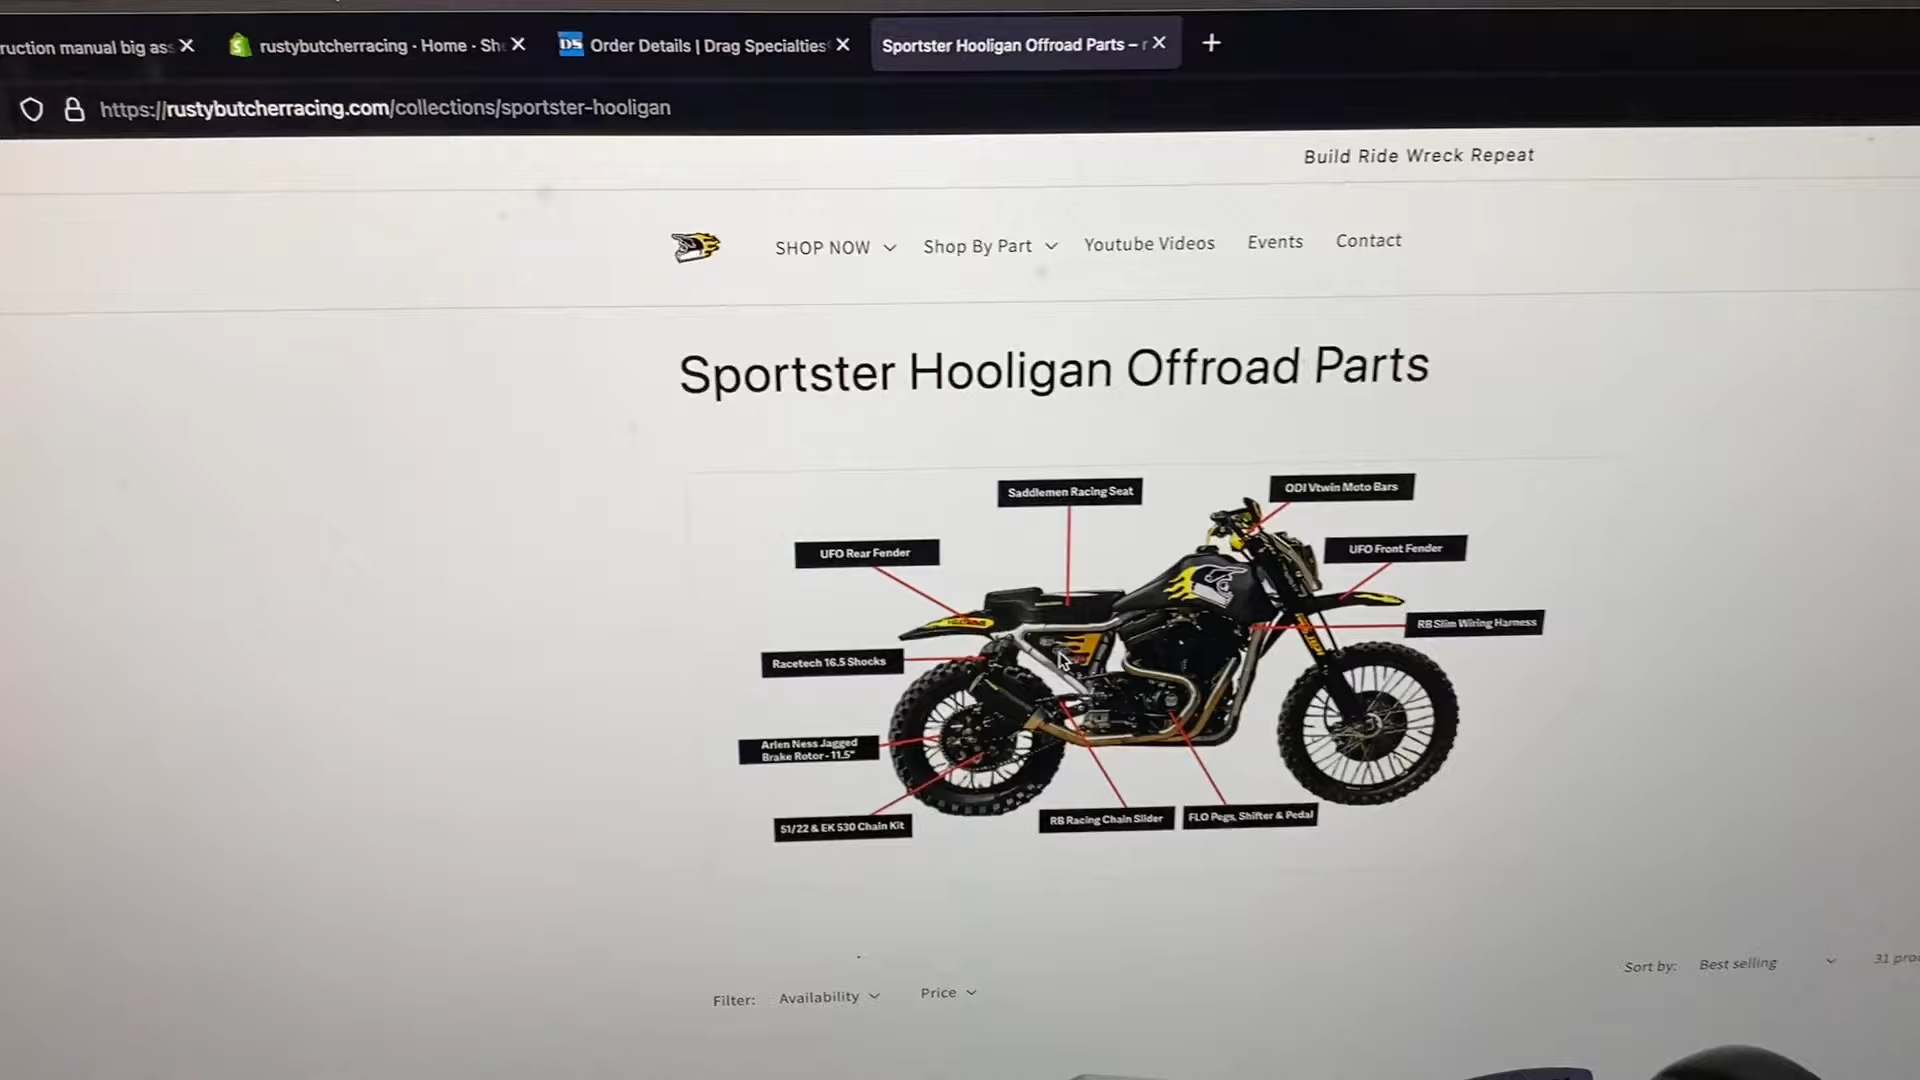 ruction manual big as
rustybutcherracing · Home · Sh
DS
Order Details | Drag Specialties
Sportster Hooligan Offroad Parts – r
https://rustybutcherracing.com/collections/sportster-hooligan
Build Ride Wreck Repeat
SHOP NOW
Shop By Part
Youtube Videos
Events
Contact
Sportster Hooligan Offroad Parts
Saddlemen Racing Seat
ODI Vtwin Moto Bars
UFO Rear Fender
UFO Front Fender
RB Slim Wiring Harness
Racetech 16.5 Shocks
Arlen Ness Jagged
Brake Rotor - 11.5"
51/22 & EK 530 Chain Kit
RB Racing Chain Slider
FLO Pegs, Shifter & Pedal
Filter:
Availability
Price
Sort by:
Best selling
31 pro